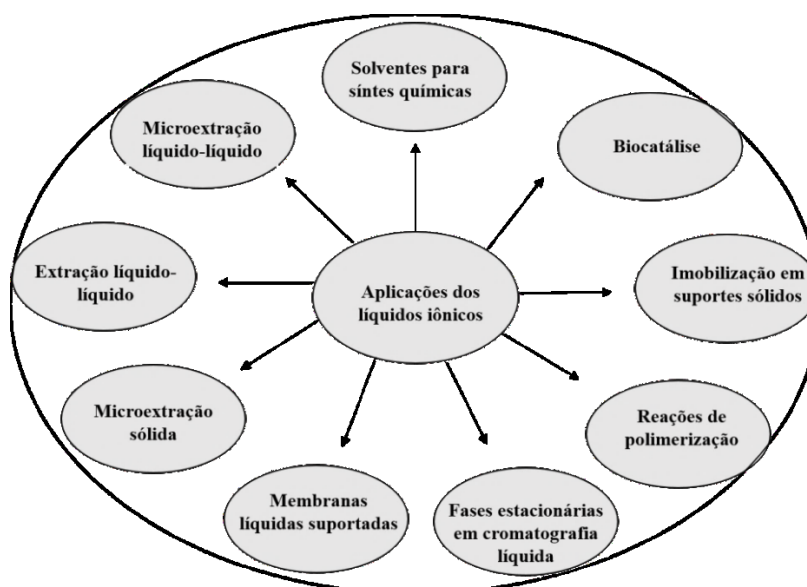 Solventes para
síntes químicas
Microextração
líquido-líquido
Biocatálise
Extração líquido-
líquido
Aplicações dos
líquidos iônicos
Imobilização em
suportes sólidos
Microextração
sólida
Reações de
polimerização
Membranas
líquidas suportadas
Fases estacionárias
em cromatografia
líquida